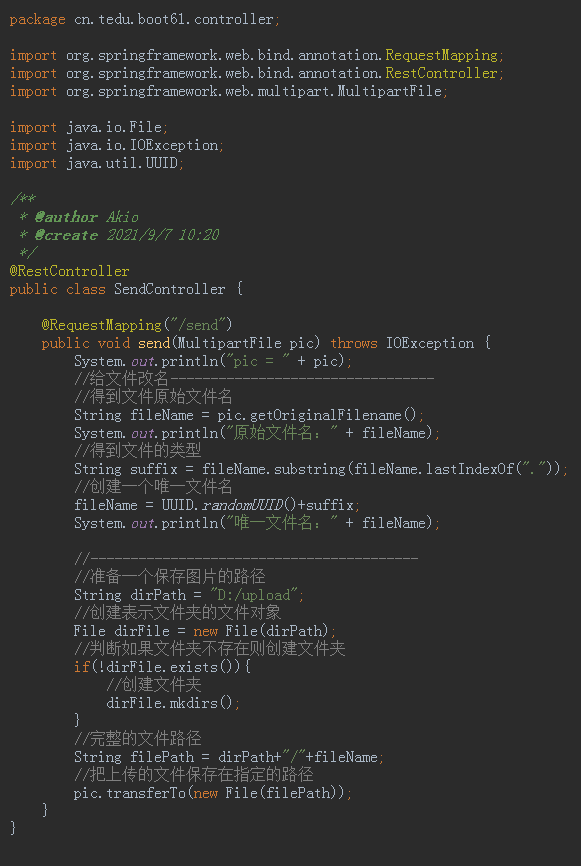 package cn.tedu.boot61.controller;
import org.springframework.web.bind.annotation.RequestMapping;
import org.springframework.web.bind.annotation.RestController;
import org.springframework.web.multipart.MultipartFile;
import java.io.File;
import java.io.IOException;
import java.util.UUID;
/**
 * @author Akio
 * @create 2021/9/7 10:20
 */
@RestController
public class SendController {
    @RequestMapping("/send")
    public void send(MultipartFile pic) throws IOException {
        System.out.println("pic = " + pic);
        //给文件改名---------------------------------
        //得到文件原始文件名
        String fileName = pic.getOriginalFilename();
        System.out.println("原始文件名：" + fileName);
        //得到文件的类型
        String suffix = fileName.substring(fileName.lastIndexOf("."));
        //创建一个唯一文件名
        fileName = UUID.randomUUID()+suffix;
        System.out.println("唯一文件名：" + fileName);
        //-----------------------------------------
        //准备一个保存图片的路径
        String dirPath = "D:/upload";
        //创建表示文件夹的文件对象
        File dirFile = new File(dirPath);
        //判断如果文件夹不存在则创建文件夹
        if(!dirFile.exists()){
            //创建文件夹
            dirFile.mkdirs();
        }
        //完整的文件路径
        String filePath = dirPath+"/"+fileName;
        //把上传的文件保存在指定的路径
        pic.transferTo(new File(filePath));
    }
}